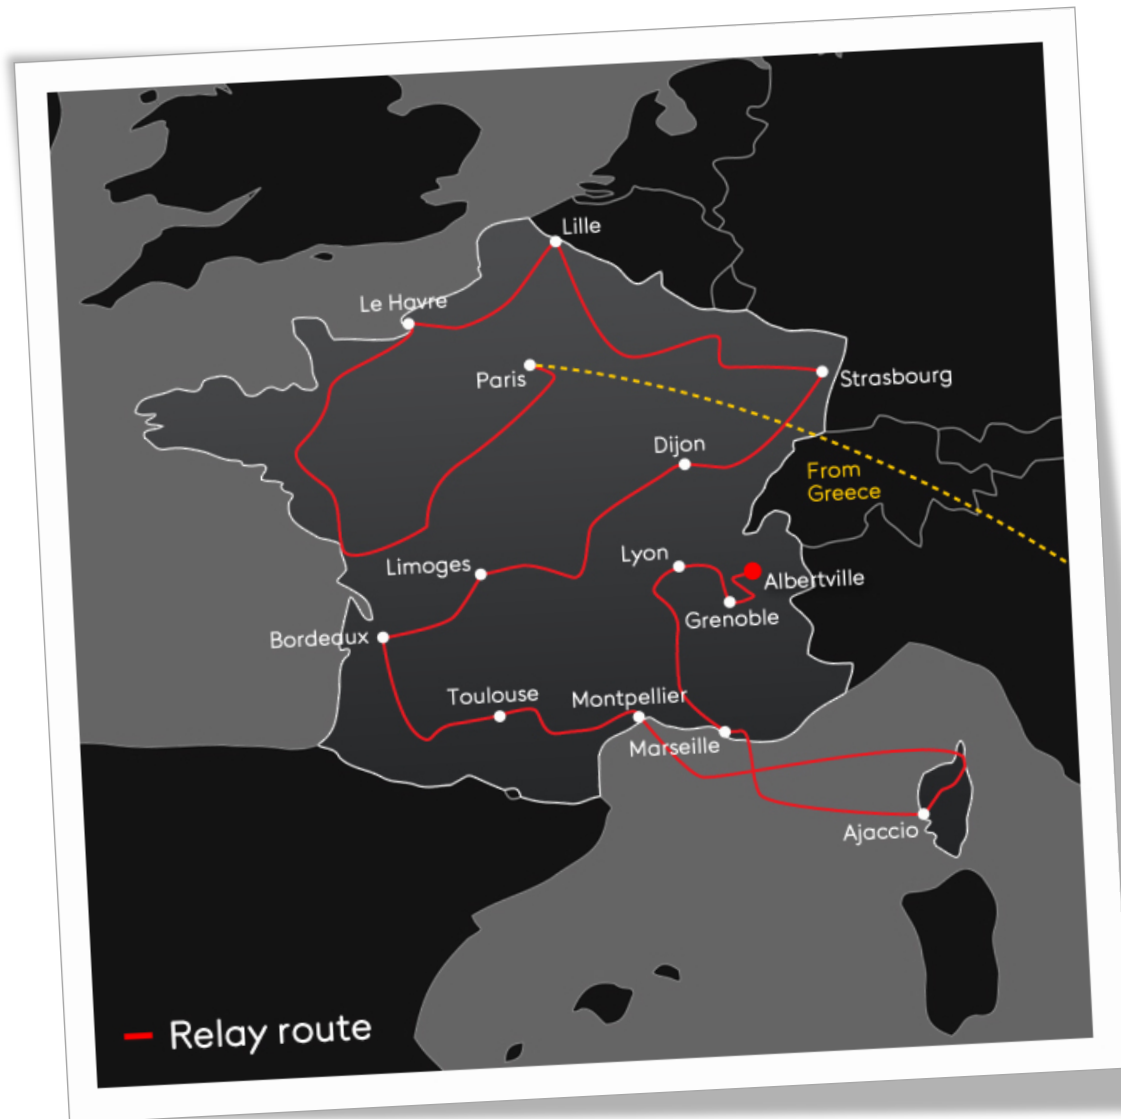 Lille
Le Havre
Paris
Strasbourg
Dijon
From
Greece
Lyon
Limoges
Albertville
Grenoble
Bordeaux
Toulouse
Montpellier
Marseille
Ajaccio
Relay route